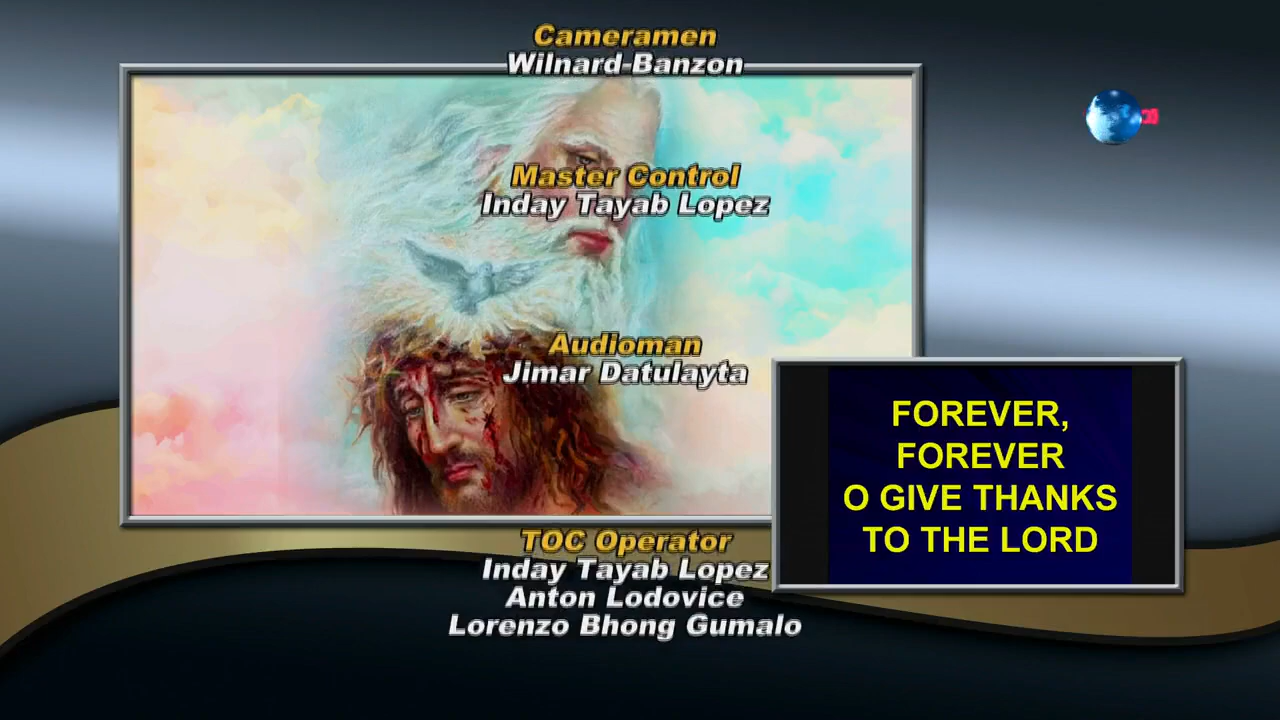 Cameramen
Wilnard Banzon
Master Control
Inday Tayab Lopez
Audioman
Jimar Datulayta
TOC Operator
Inday Tayab Lopez
Anton Lodovice
Lorenzo Bhong Gumalo
FOREVER,
FOREVER
O GIVE THANKS
TO THE LORD